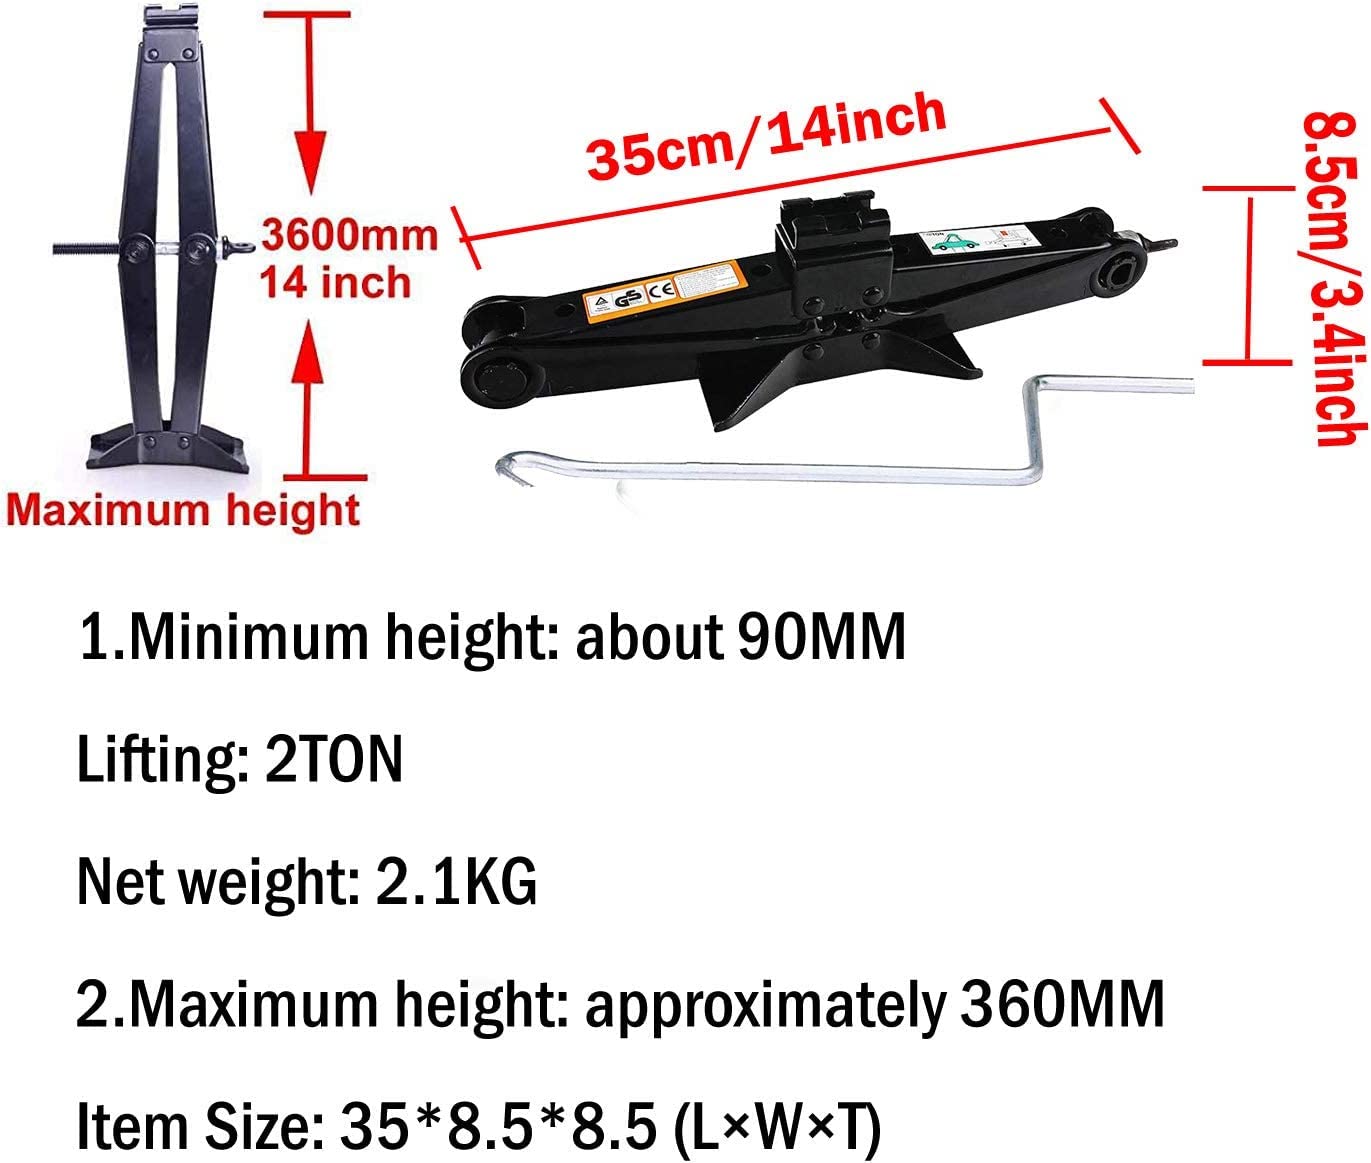 3600mm
14 inch
Maximum height
35cm/14inch
8.5cm/3.4inch
GS
CE
TON
1.Minimum height: about 90MM
Lifting: 2TON
Net weight: 2.1KG
2.Maximum height: approximately 360MM
Item Size: 35*8.5*8.5 (L×W×T)